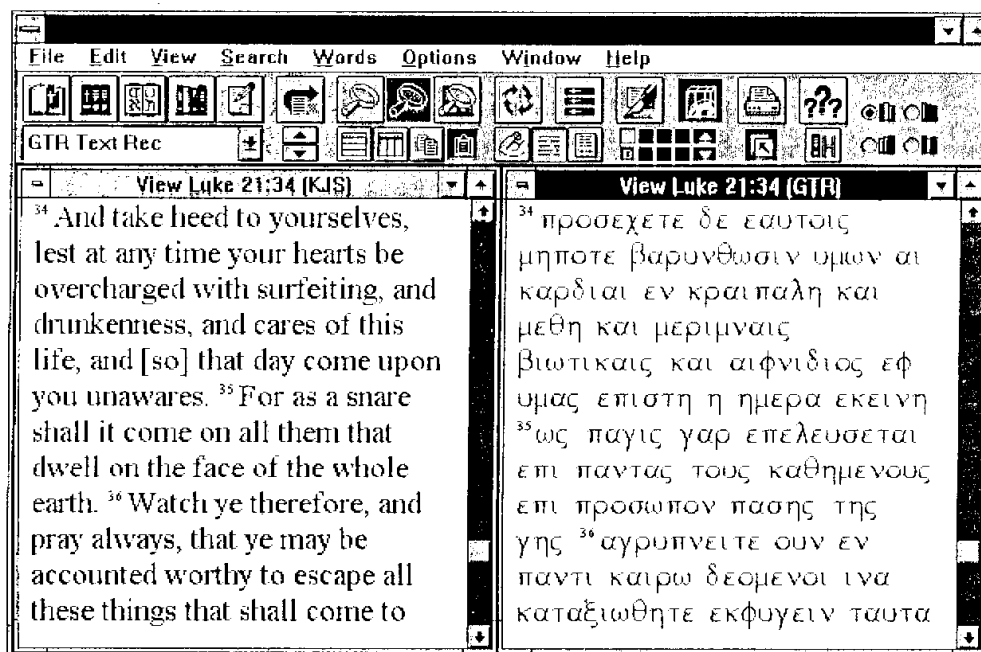 File Edit View Search Words Options Window Help
???
GTR Text Rec
View Luke 21:34 (KJS)
34 And take heed to yourselves,
lest at any time your hearts be
overcharged with surfeiting, and
drunkenness, and cares of this
life, and [so] that day come upon
you unawares. 35 For as a snare
shall it come on all them that
dwell on the face of the whole
earth. 36 Watch ye therefore, and
pray always, that ye may be
accounted worthy to escape all
these things that shall come to
View Luke 21:34 (GTR)
34 προσεχετε δε εαυτοις
μηποτε βαρυνθωσιν υμων αι
καρδιαι εν κραιπαλη και
μεθη και μεριμναις
βιωτικαις και αιφνιδιος εφ
υμας επιστη η ημερα εκεινη
35 ως παγις γαρ επελευσεται
επι παντας τους καθημενους
επι προσωπον πασης της
γης 36 αγρυπνειτε ουν εν
παντι καιρω δεομενοι ινα
καταξιωθητε εκφυγειν ταυτα